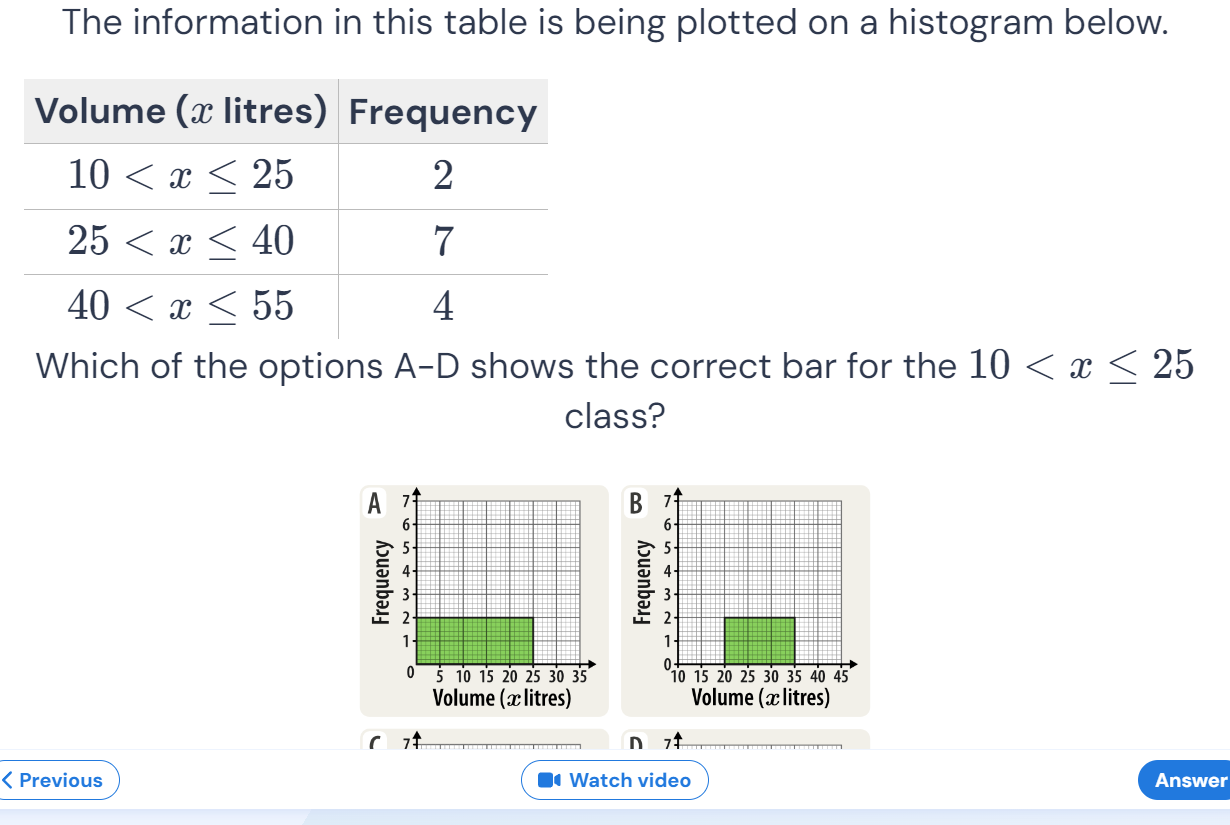 The information in this table is being plotted on a histogram below.
Volume (x litres) Frequency
10 < x ≤ 25 2
25 < x ≤ 40 7
40 < x ≤ 55 4
Which of the options A-D shows the correct bar for the 10 < x ≤ 25
class?
A
7
6
5
4
3
2
1
0 5 10 15 20 25 30 35
Frequency
Volume (x litres)
B
7
6
5
4
3
2
1
0
10 15 20 25 30 35 40 45
Frequency
Volume (x litres)
C 7
D 7
Previous
Watch video
Answer